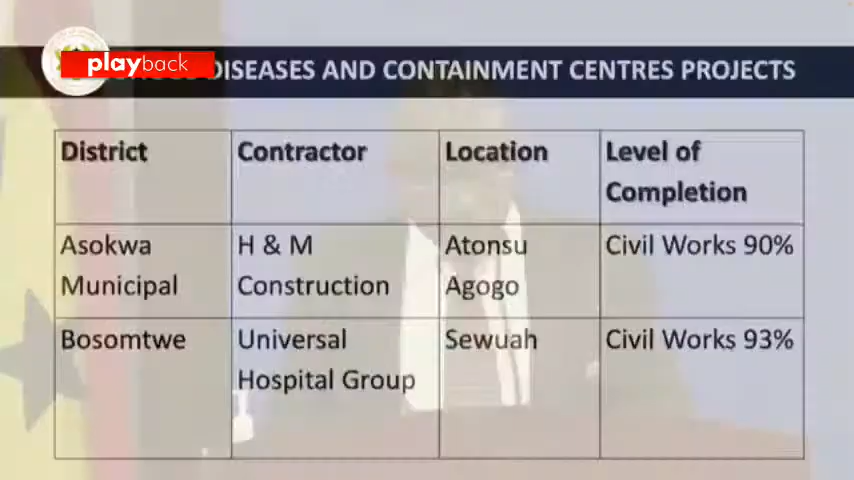 playback
DISEASES AND CONTAINMENT CENTRES PROJECTS
District Contractor Location Level of
Completion
Asokwa H & M Atonsu Civil Works 90%
Municipal Construction Agogo
Bosomtwe Universal Sewuah Civil Works 93%
Hospital Group